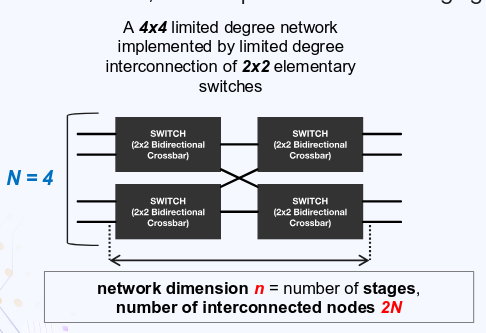 A 4x4 limited degree network
implemented by limited degree
interconnection of 2x2 elementary
switches
SWITCH
(2x2 Bidirectional
Crossbar)
SWITCH
(2x2 Bidirectional
Crossbar)
N = 4
SWITCH
(2x2 Bidirectional
Crossbar)
SWITCH
(2x2 Bidirectional
Crossbar)
network dimension n = number of stages,
number of interconnected nodes 2N